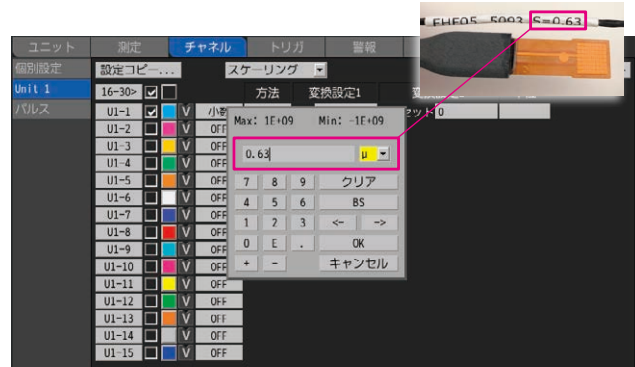 EHF05 5093 S=0.63
ユニット 測定 チャネル トリガ 警報
個別設定 設定コピー... スケーリング
方法 変換設定1
Unit 1 16-30>
パルス U1-1 V 0
U1-2 V OFF
U1-3 V OFF
U1-4 V OFF
U1-5 V OFF
U1-6 V OFF
U1-7 V OFF
U1-8 V OFF
U1-9 V OFF
U1-10 V OFF
U1-11 V OFF
U1-12 V OFF
U1-13 V OFF
U1-14 V OFF
U1-15 V OFF
Max: 1E+09 Min: -1E+09
0.63 μ
7 8 9 クリア
4 5 6 BS
1 2 3 <- ->
0 E . OK
+ - キャンセル